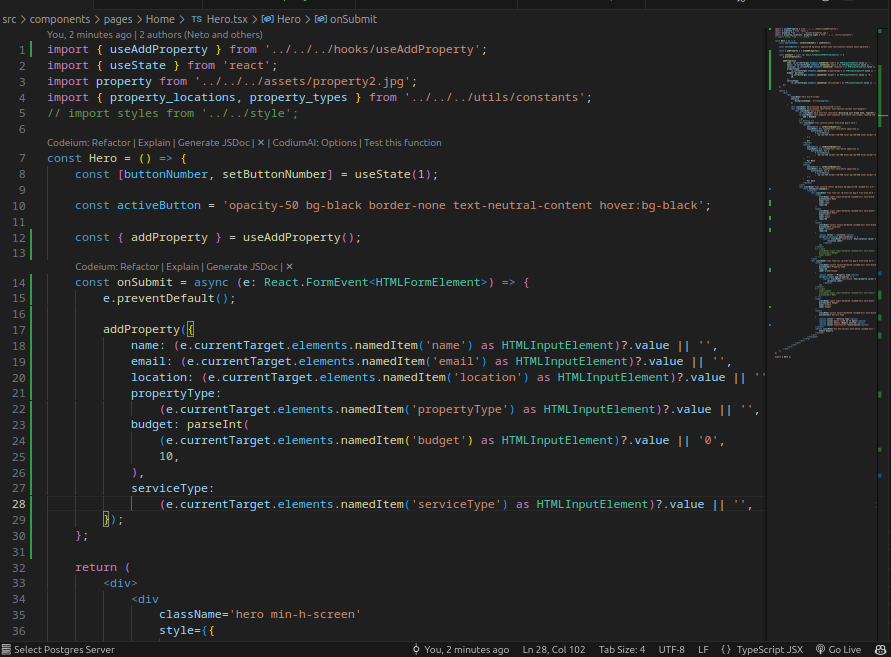 src > components > pages > Home > TS Hero.tsx > Hero > onSubmit
You, 2 minutes ago | 2 authors (Neto and others)
1 import { useAddProperty } from '../../../hooks/useAddProperty';
2 import { useState } from 'react';
3 import property from '../../../assets/property2.jpg';
4 import { property_locations, property_types } from '../../../utils/constants';
5 // import styles from '../../style';
6
Codeium: Refactor | Explain | Generate JSDoc | × | CodiumAI: Options | Test this function
7 const Hero = () => {
8 const [buttonNumber, setButtonNumber] = useState(1);
9
10 const activeButton = 'opacity-50 bg-black border-none text-neutral-content hover:bg-black';
11
12 const { addProperty } = useAddProperty();
13
Codeium: Refactor | Explain | Generate JSDoc | ×
14 const onSubmit = async (e: React.FormEvent<HTMLFormElement>) => {
15 e.preventDefault();
16
17 addProperty({
18 name: (e.currentTarget.elements.namedItem('name') as HTMLInputElement)?.value || '',
19 email: (e.currentTarget.elements.namedItem('email') as HTMLInputElement)?.value || '',
20 location: (e.currentTarget.elements.namedItem('location') as HTMLInputElement)?.value || ''
21 propertyType:
22 (e.currentTarget.elements.namedItem('propertyType') as HTMLInputElement)?.value || '',
23 budget: parseInt(
24 (e.currentTarget.elements.namedItem('budget') as HTMLInputElement)?.value || '0',
25 10,
26 ),
27 serviceType:
28 (e.currentTarget.elements.namedItem('serviceType') as HTMLInputElement)?.value || '',
29 });
30 };
31
32 return (
33 <div>
34 <div
35 className='hero min-h-screen'
36 style={{
Select Postgres Server
You, 2 minutes ago Ln 28, Col 102 Tab Size: 4 UTF-8 LF {} TypeScript JSX Go Live